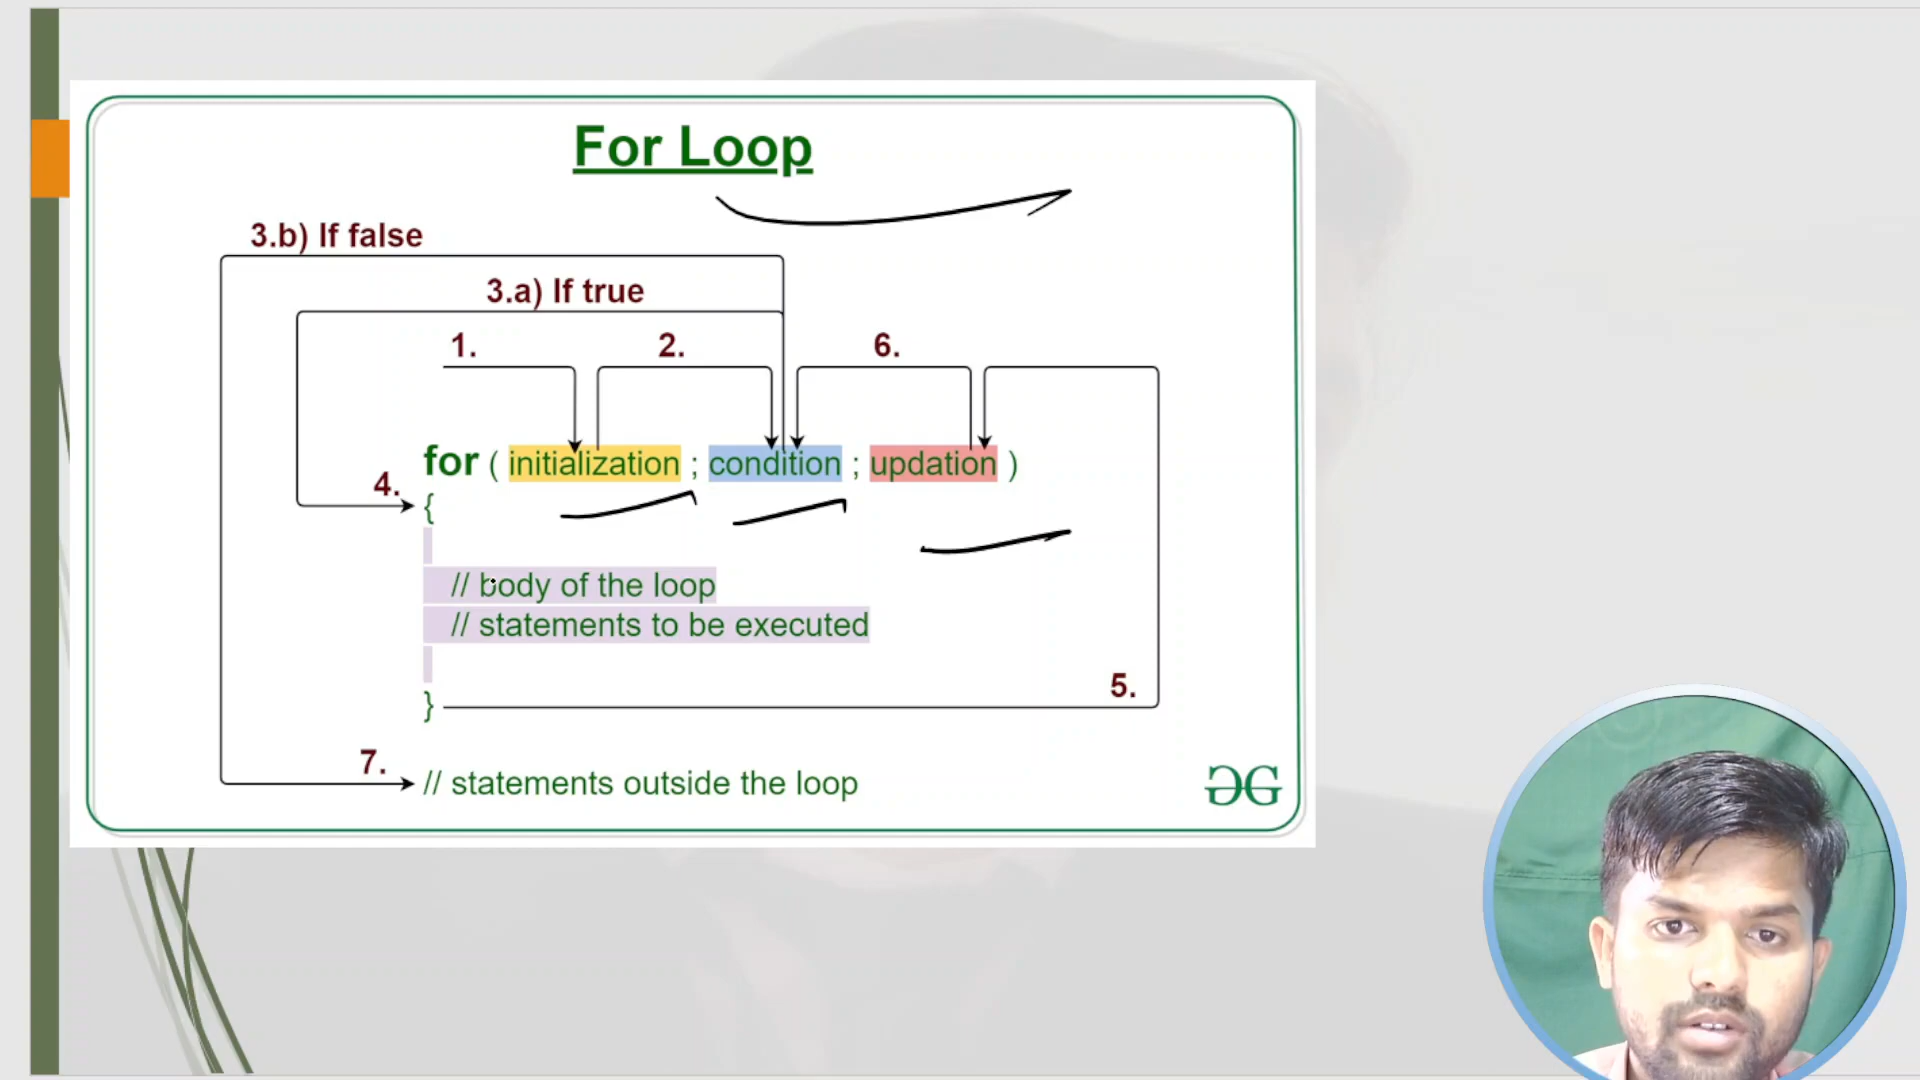 For Loop
3.b) If false
3.a) If true
1. 2. 6.
for ( initialization ; condition ; updation )
4.
{
// body of the loop
// statements to be executed
5.
}
7.
// statements outside the loop